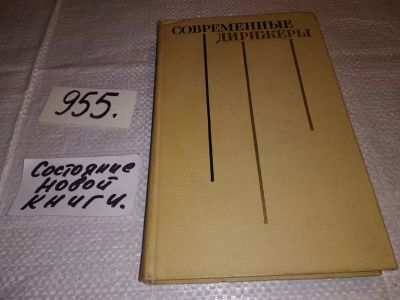 СОВРЕМЕННЫЕ
ДИРИЖЕРЫ
955.
Состояние
новой
книги.